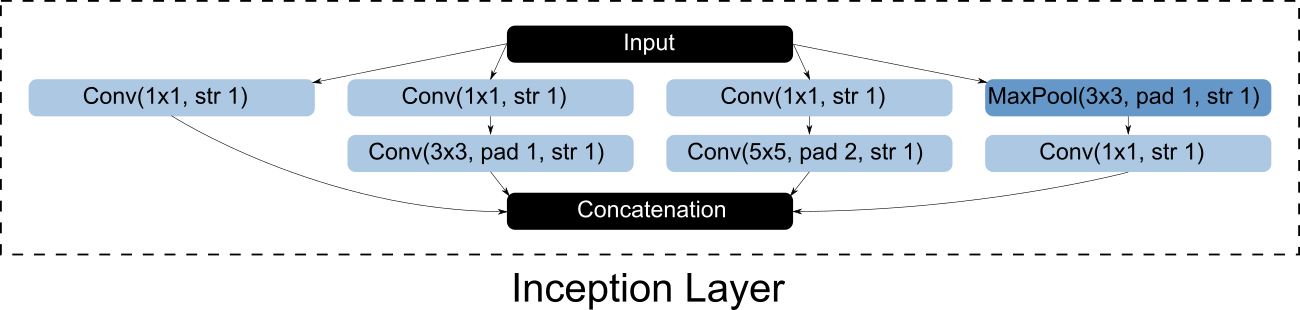 Input
Conv(1x1, str 1)
Conv(1x1, str 1)
Conv(1x1, str 1)
MaxPool(3x3, pad 1, str 1)
Conv(3x3, pad 1, str 1)
Conv(5x5, pad 2, str 1)
Conv(1x1, str 1)
Concatenation
Inception Layer